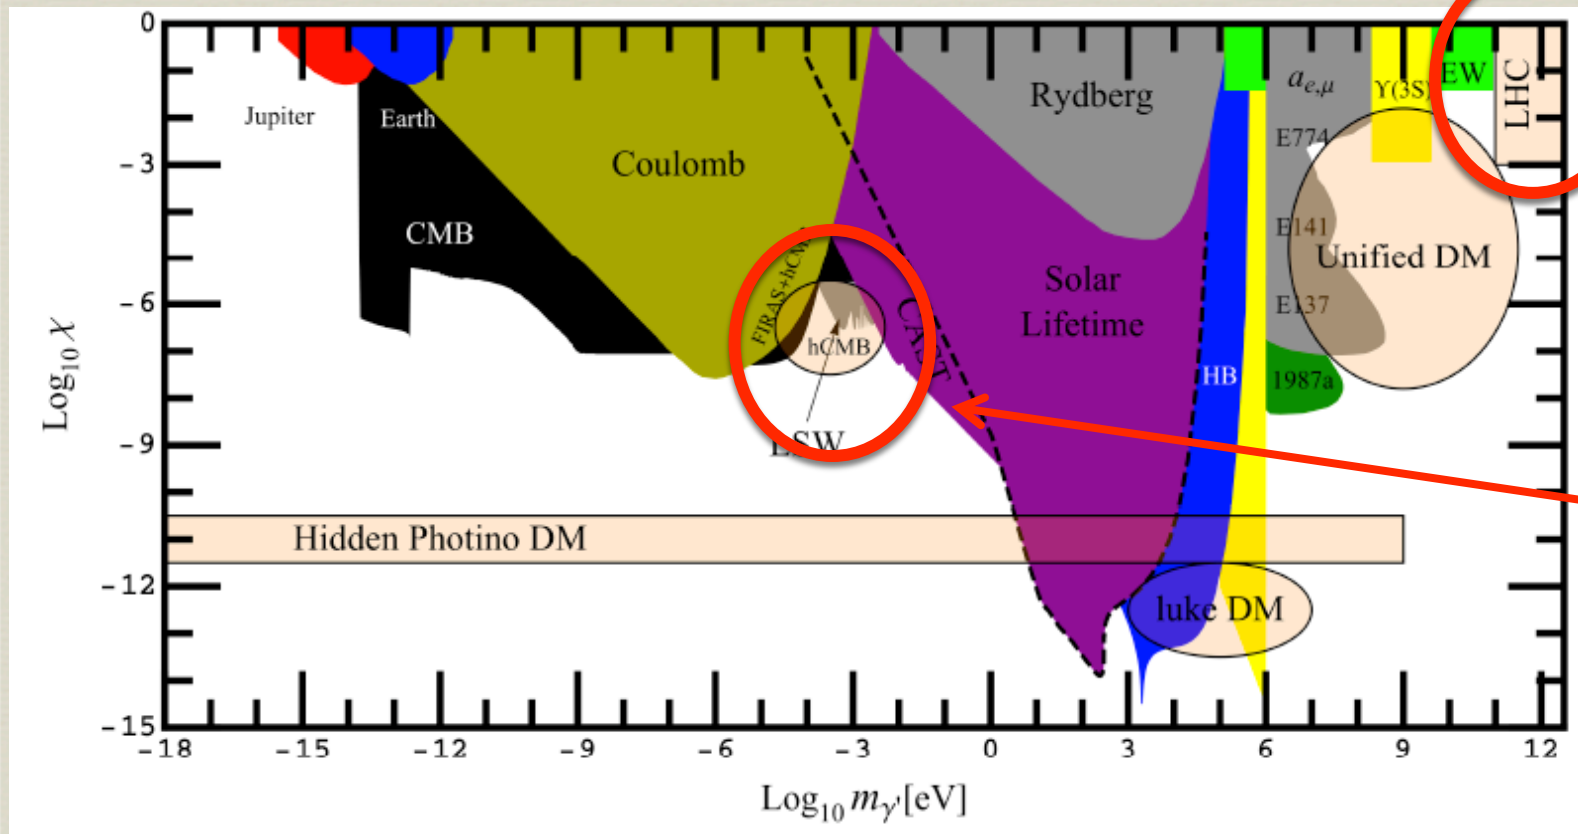 0
-3
-6
-9
-12
-15
Log₁₀ χ
Jupiter
Earth
CMB
Coulomb
Rydberg
a_{e,μ}
Υ(3S)
EW
LHC
E774
E141
Unified DM
E137
1987a
Solar
Lifetime
HB
FIRAS+hCMB
hCMB
CAST
LSW
Hidden Photino DM
luke DM
-18 -15 -12 -9 -6 -3 0 3 6 9 12
Log₁₀ m_{γ'}[eV]